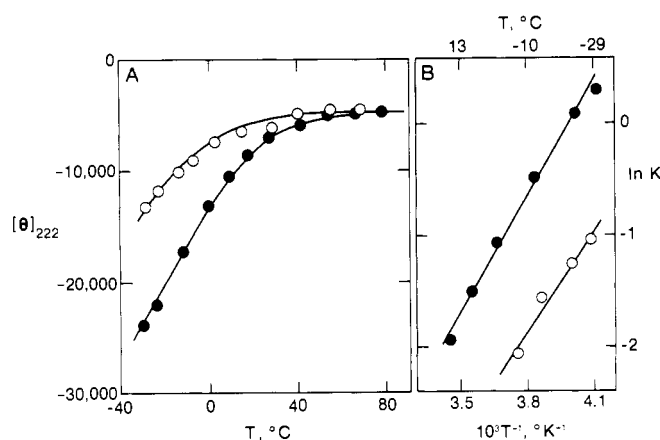 T, °C
13 -10 -29
0 A B
-10,000 0
[θ]222 ln K
-20,000 -1
-2
-30,000
-40 0 40 80 3.5 3.8 4.1
T, °C 10³T⁻¹, °K⁻¹